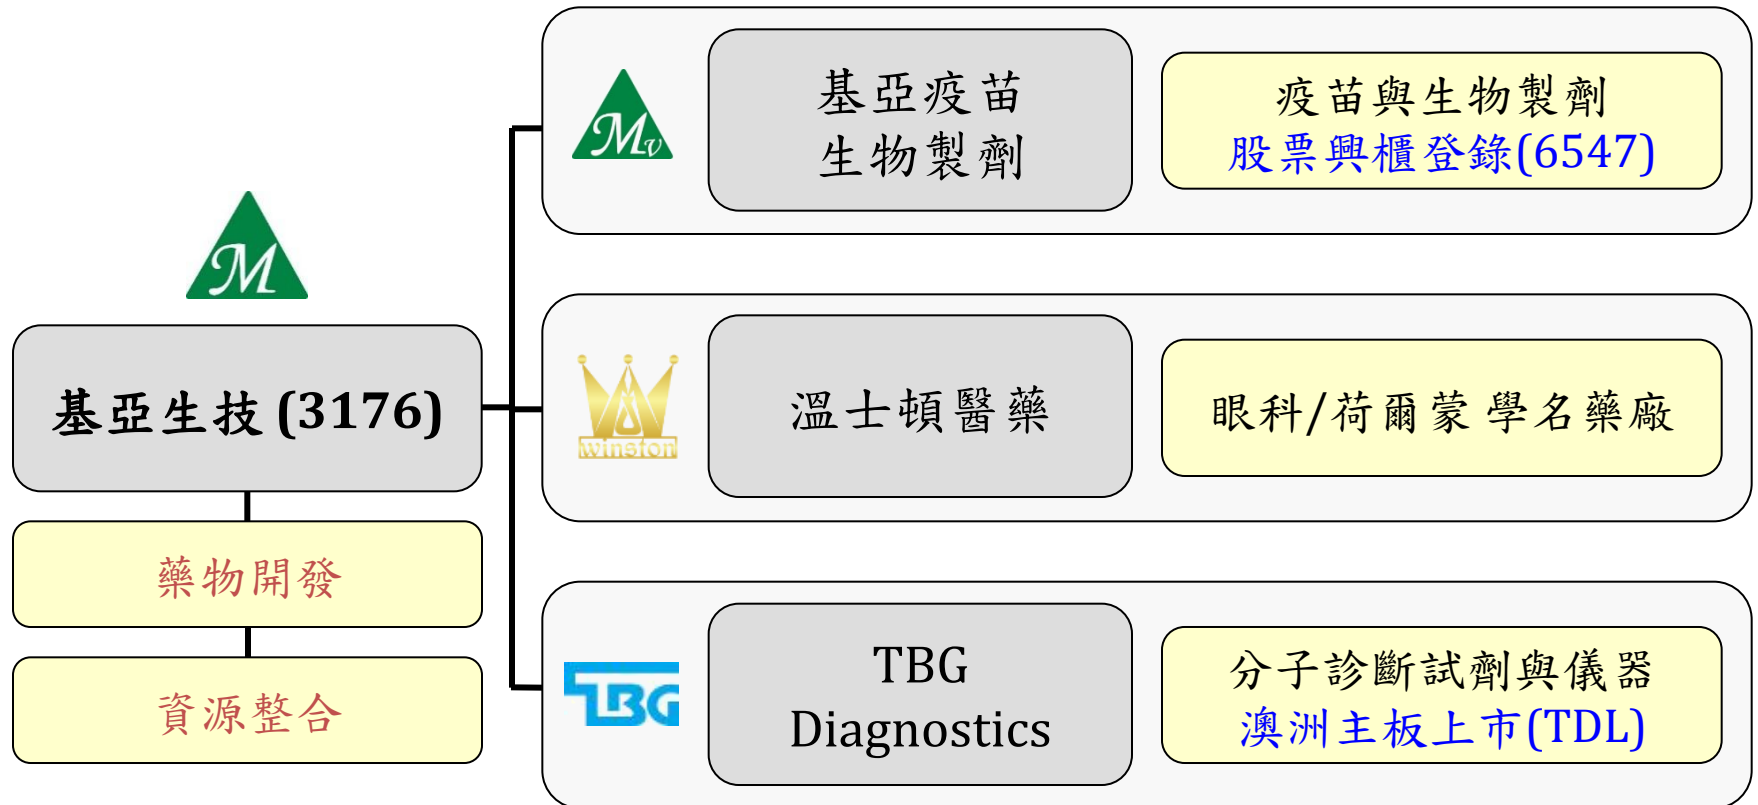 M
基亞生技 (3176)
藥物開發
資源整合
Mv
基亞疫苗
生物製劑
疫苗與生物製劑
股票興櫃登錄(6547)
winston
溫士頓醫藥
眼科/荷爾蒙 學名藥廠
TBG
TBG
Diagnostics
分子診斷試劑與儀器
澳洲主板上市(TDL)